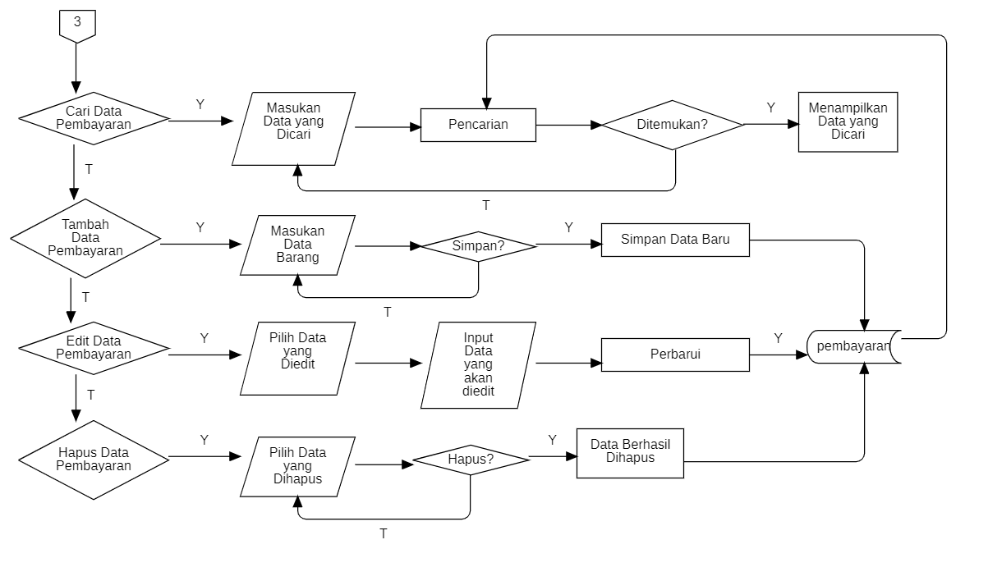 3
Cari Data
Pembayaran
Y
Masukan
Data yang
Dicari
Pencarian
Ditemukan?
Y
Menampilkan
Data yang
Dicari
T
T
Tambah
Data
Pembayaran
Y
Masukan
Data
Barang
Simpan?
Y
Simpan Data Baru
T
T
Edit Data
Pembayaran
Y
Pilih Data
yang
Diedit
Input
Data
yang
akan
diedit
Perbarui
Y
pembayaran
T
Hapus Data
Pembayaran
Y
Pilih Data
yang
Dihapus
Hapus?
Y
Data Berhasil
Dihapus
T